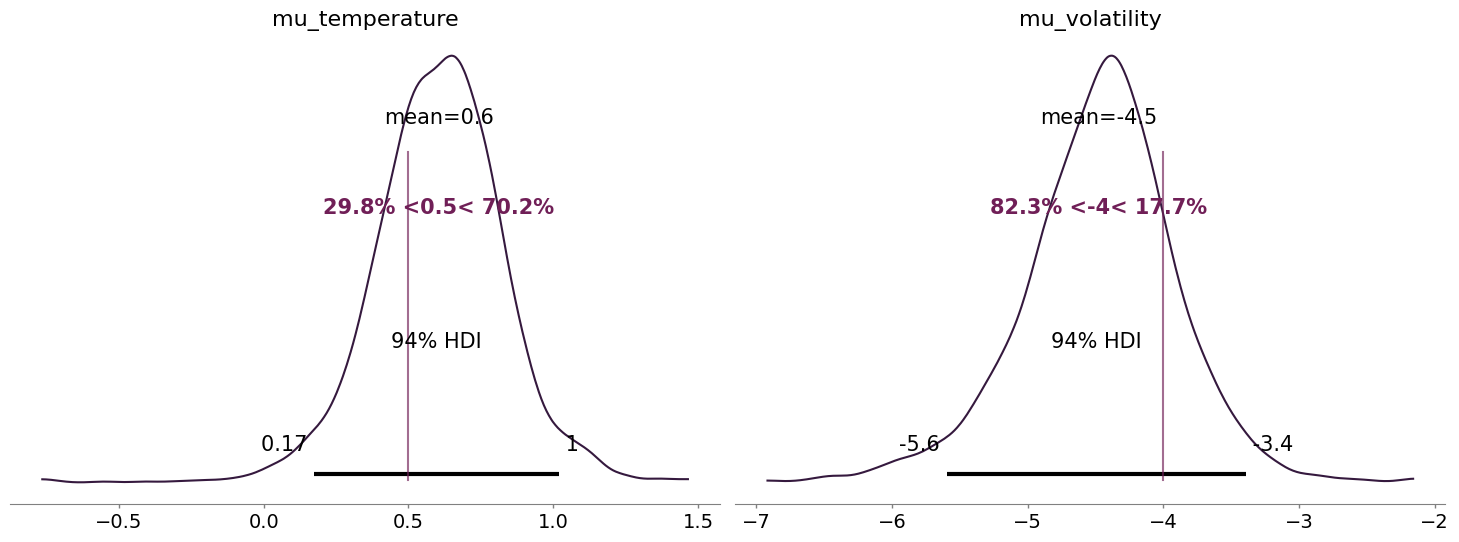 mu_temperature
mean=0.6
29.8% <0.5< 70.2%
94% HDI
0.17
1
−0.5
0.0
0.5
1.0
1.5
mu_volatility
mean=-4.5
82.3% <-4< 17.7%
94% HDI
-5.6
-3.4
−7
−6
−5
−4
−3
−2